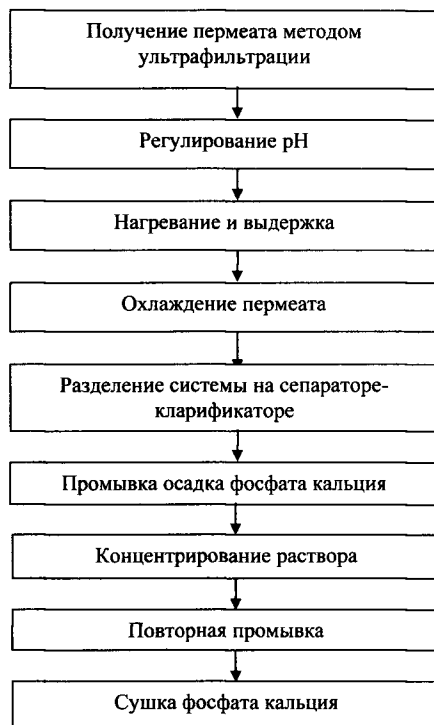 Получение пермеата методом
ультрафильтрации
Регулирование pH
Нагревание и выдержка
Охлаждение пермеата
Разделение системы на сепараторе-
кларификаторе
Промывка осадка фосфата кальция
Концентрирование раствора
Повторная промывка
Сушка фосфата кальция